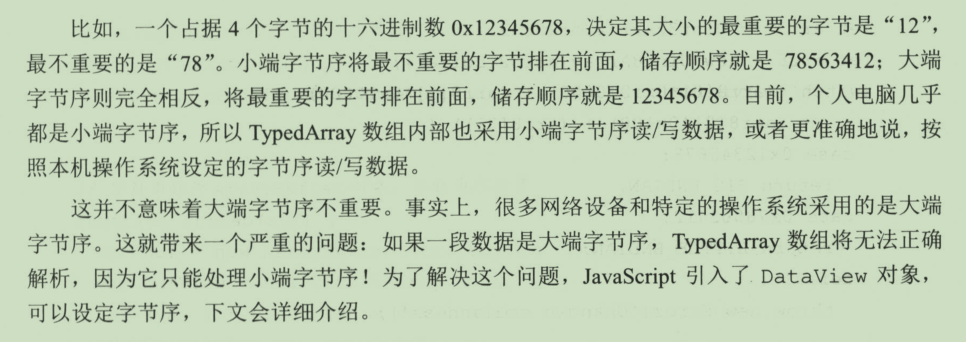 比如，一个占据 4 个字节的十六进制数 0x12345678，决定其大小的最重要的字节是“12”，
最不重要的是“78”。小端字节序将最不重要的字节排在前面，储存顺序就是 78563412；大端
字节序则完全相反，将最重要的字节排在前面，储存顺序就是 12345678。目前，个人电脑几乎
都是小端字节序，所以 TypedArray 数组内部也采用小端字节序读/写数据，或者更准确地说，按
照本机操作系统设定的字节序读/写数据。
这并不意味着大端字节序不重要。事实上，很多网络设备和特定的操作系统采用的是大端
字节序。这就带来一个严重的问题：如果一段数据是大端字节序，TypedArray 数组将无法正确
解析，因为它只能处理小端字节序！为了解决这个问题，JavaScript 引入了 DataView 对象，
可以设定字节序，下文会详细介绍。